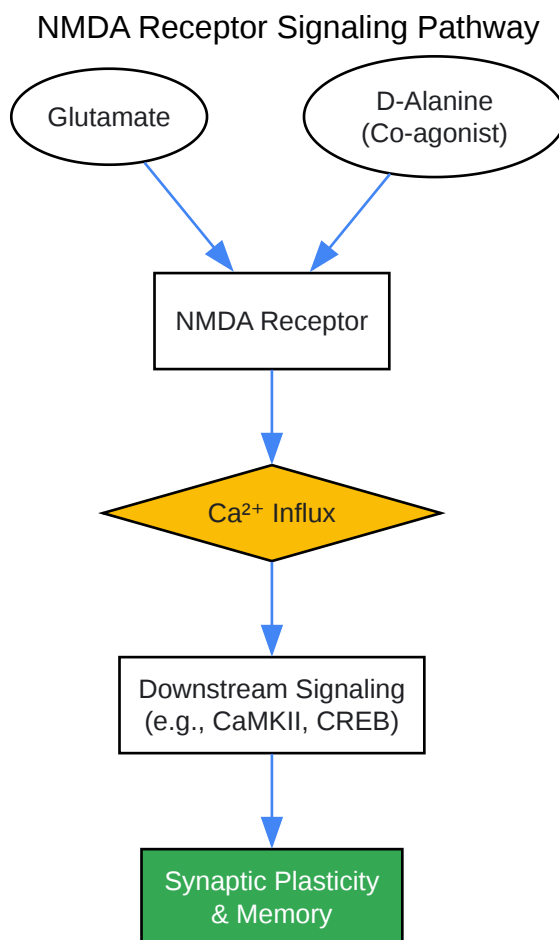 NMDA Receptor Signaling Pathway
Glutamate
D-Alanine
(Co-agonist)
NMDA Receptor
Ca²⁺ Influx
Downstream Signaling
(e.g., CaMKII, CREB)
Synaptic Plasticity
& Memory